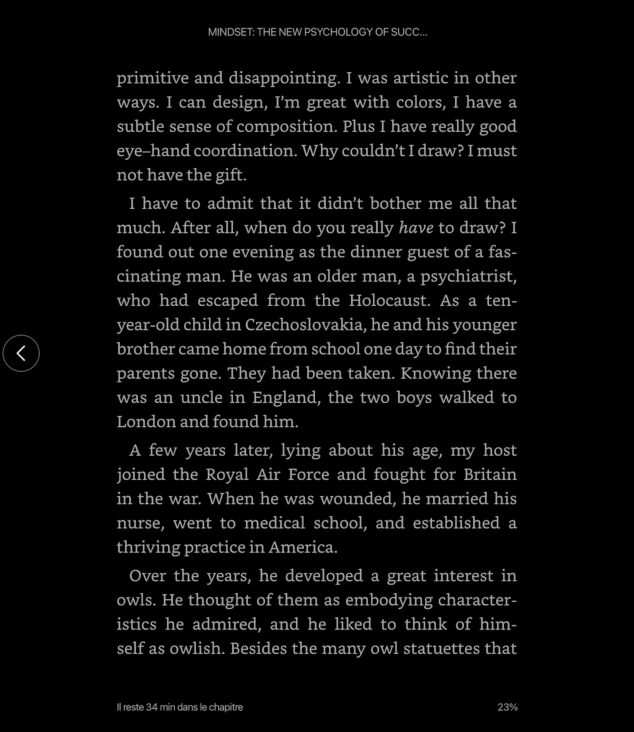 MINDSET: THE NEW PSYCHOLOGY OF SUCC...
primitive and disappointing. I was artistic in other
ways. I can design, I'm great with colors, I have a
subtle sense of composition. Plus I have really good
eye–hand coordination. Why couldn't I draw? I must
not have the gift.
I have to admit that it didn't bother me all that
much. After all, when do you really have to draw? I
found out one evening as the dinner guest of a fas-
cinating man. He was an older man, a psychiatrist,
who had escaped from the Holocaust. As a ten-
year-old child in Czechoslovakia, he and his younger
brother came home from school one day to find their
parents gone. They had been taken. Knowing there
was an uncle in England, the two boys walked to
London and found him.
A few years later, lying about his age, my host
joined the Royal Air Force and fought for Britain
in the war. When he was wounded, he married his
nurse, went to medical school, and established a
thriving practice in America.
Over the years, he developed a great interest in
owls. He thought of them as embodying character-
istics he admired, and he liked to think of him-
self as owlish. Besides the many owl statuettes that
Il reste 34 min dans le chapitre
23%